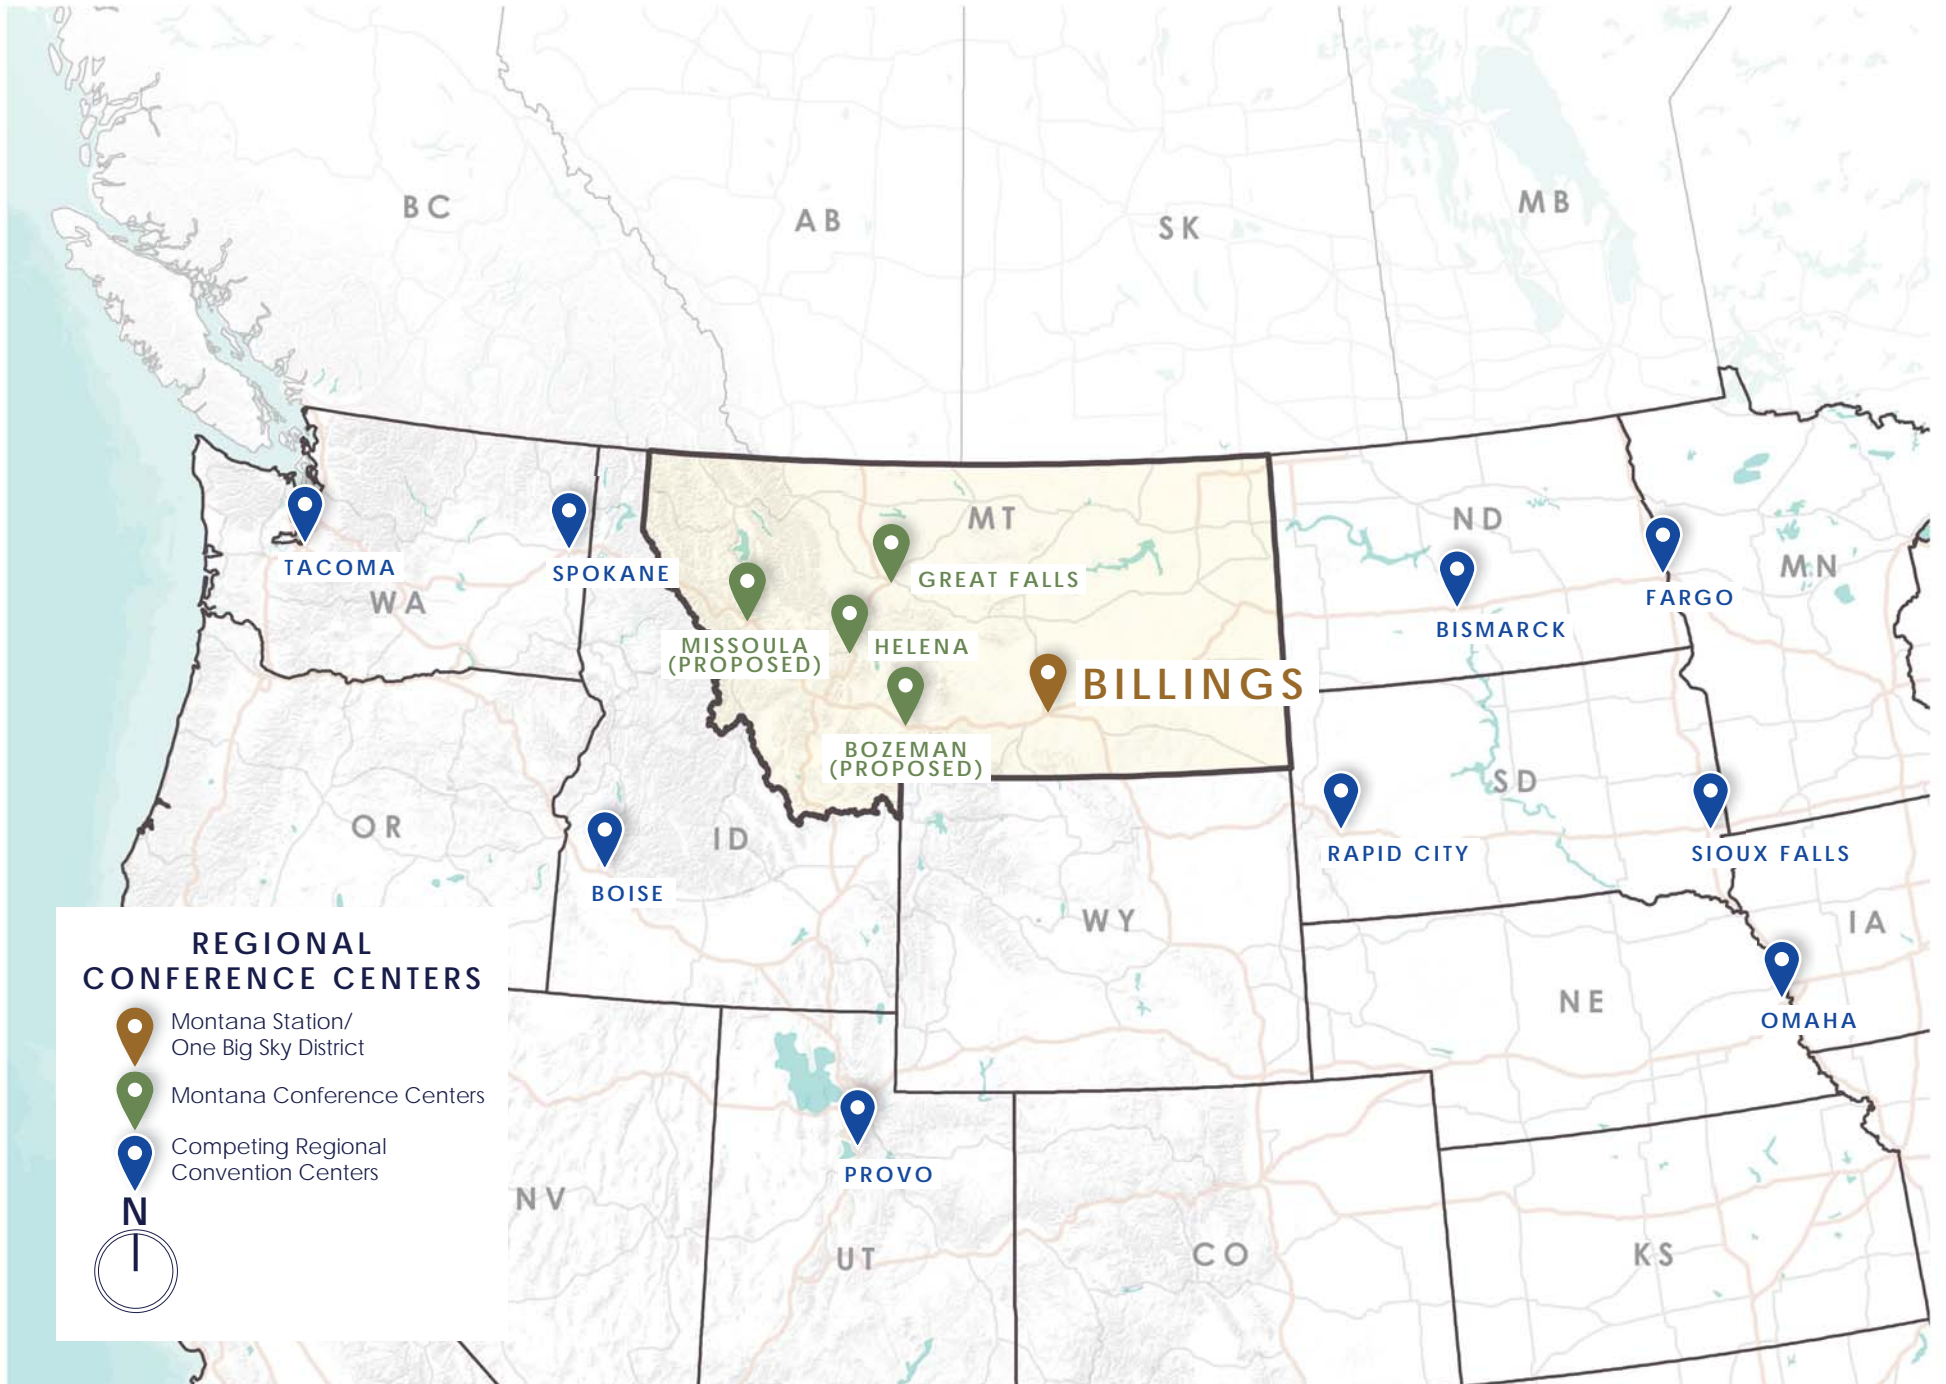 BC
AB
SK
MB
MT
ND
MN
TACOMA
SPOKANE
WA
GREAT FALLS
MISSOULA
(PROPOSED)
HELENA
BISMARCK
FARGO
BILLINGS
BOZEMAN
(PROPOSED)
OR
ID
BOISE
SD
RAPID CITY
SIOUX FALLS
WY
IA
NE
OMAHA
PROVO
NV
UT
CO
KS
REGIONAL
CONFERENCE CENTERS
Montana Station/
One Big Sky District
Montana Conference Centers
Competing Regional
Convention Centers
N